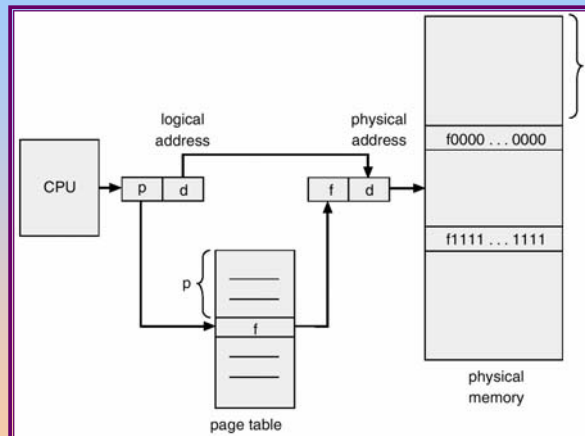 logical
address
physical
address
CPU
p d
f d
f0000 . . . 0000
f1111 . . . 1111
p
f
page table
physical
memory